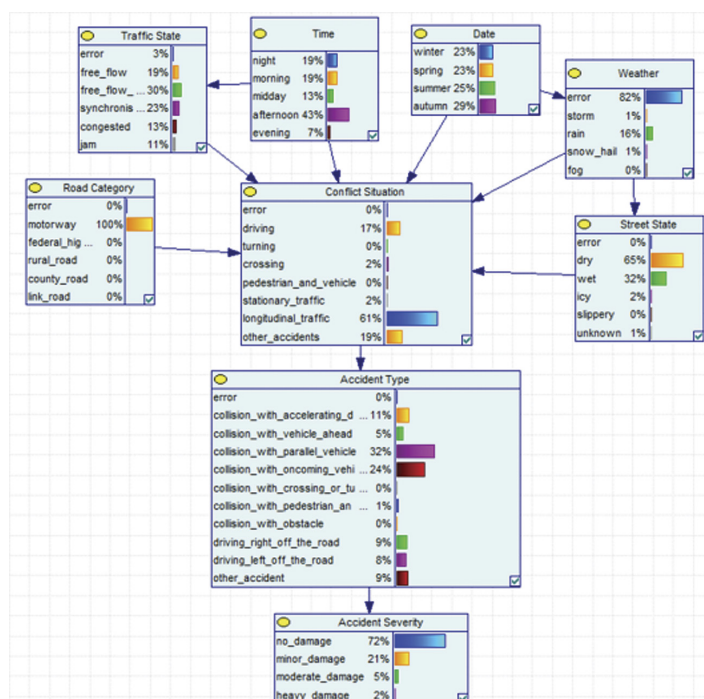 Traffic State
error 3%
free_flow 19%
free_flow_ ... 30%
synchronis ... 23%
congested 13%
jam 11%
Time
night 19%
morning 19%
midday 13%
afternoon 43%
evening 7%
Date
winter 23%
spring 23%
summer 25%
autumn 29%
Weather
error 82%
storm 1%
rain 16%
snow_hail 1%
fog 0%
Road Category
error 0%
motorway 100%
federal_hig ... 0%
rural_road 0%
county_road 0%
link_road 0%
Conflict Situation
error 0%
driving 17%
turning 0%
crossing 2%
pedestrian_and_vehicle 0%
stationary_traffic 2%
longitudinal_traffic 61%
other_accidents 19%
Street State
error 0%
dry 65%
wet 32%
icy 2%
slippery 0%
unknown 1%
Accident Type
error 0%
collision_with_accelerating_d ... 11%
collision_with_vehicle_ahead 5%
collision_with_parallel_vehicle 32%
collision_with_oncoming_vehi ... 24%
collision_with_crossing_or_tu ... 0%
collision_with_pedestrian_an ... 1%
collision_with_obstacle 0%
driving_right_off_the_road 9%
driving_left_off_the_road 8%
other_accident 9%
Accident Severity
no_damage 72%
minor_damage 21%
moderate_damage 5%
heavy_damage 2%